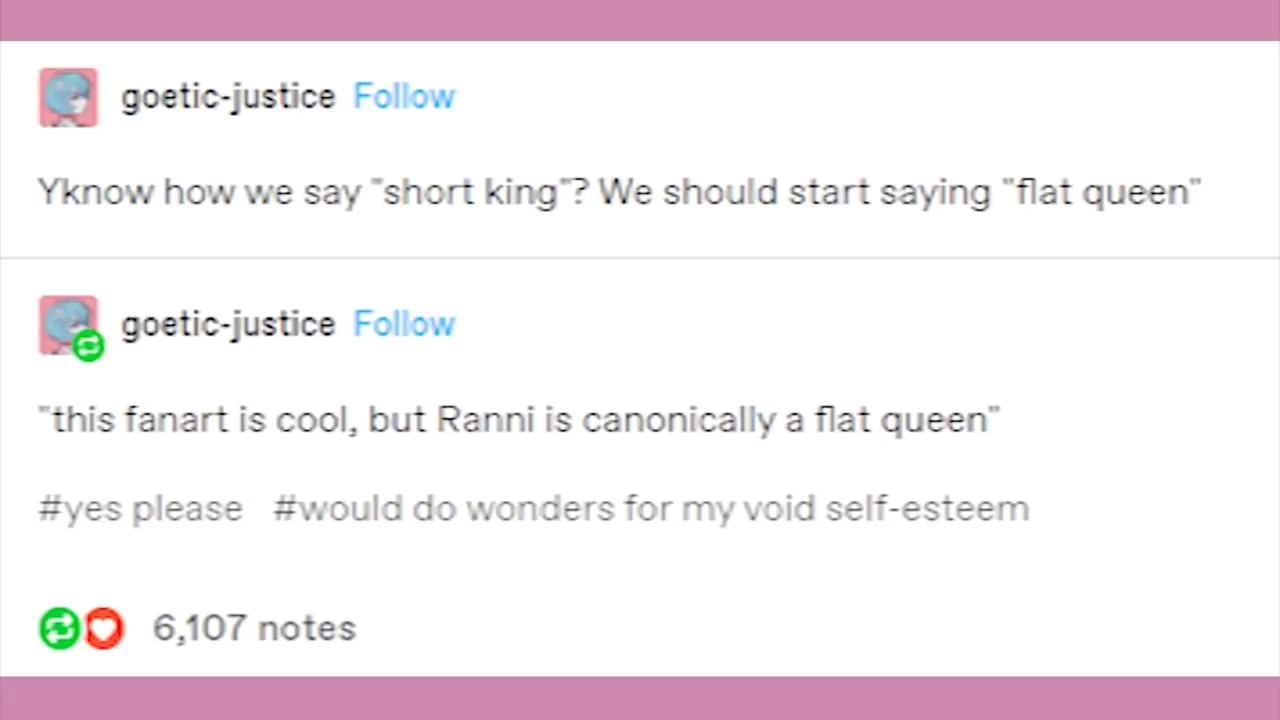 goetic-justice Follow
Yknow how we say "short king"? We should start saying "flat queen"
goetic-justice Follow
"this fanart is cool, but Ranni is canonically a flat queen"
#yes please #would do wonders for my void self-esteem
6,107 notes